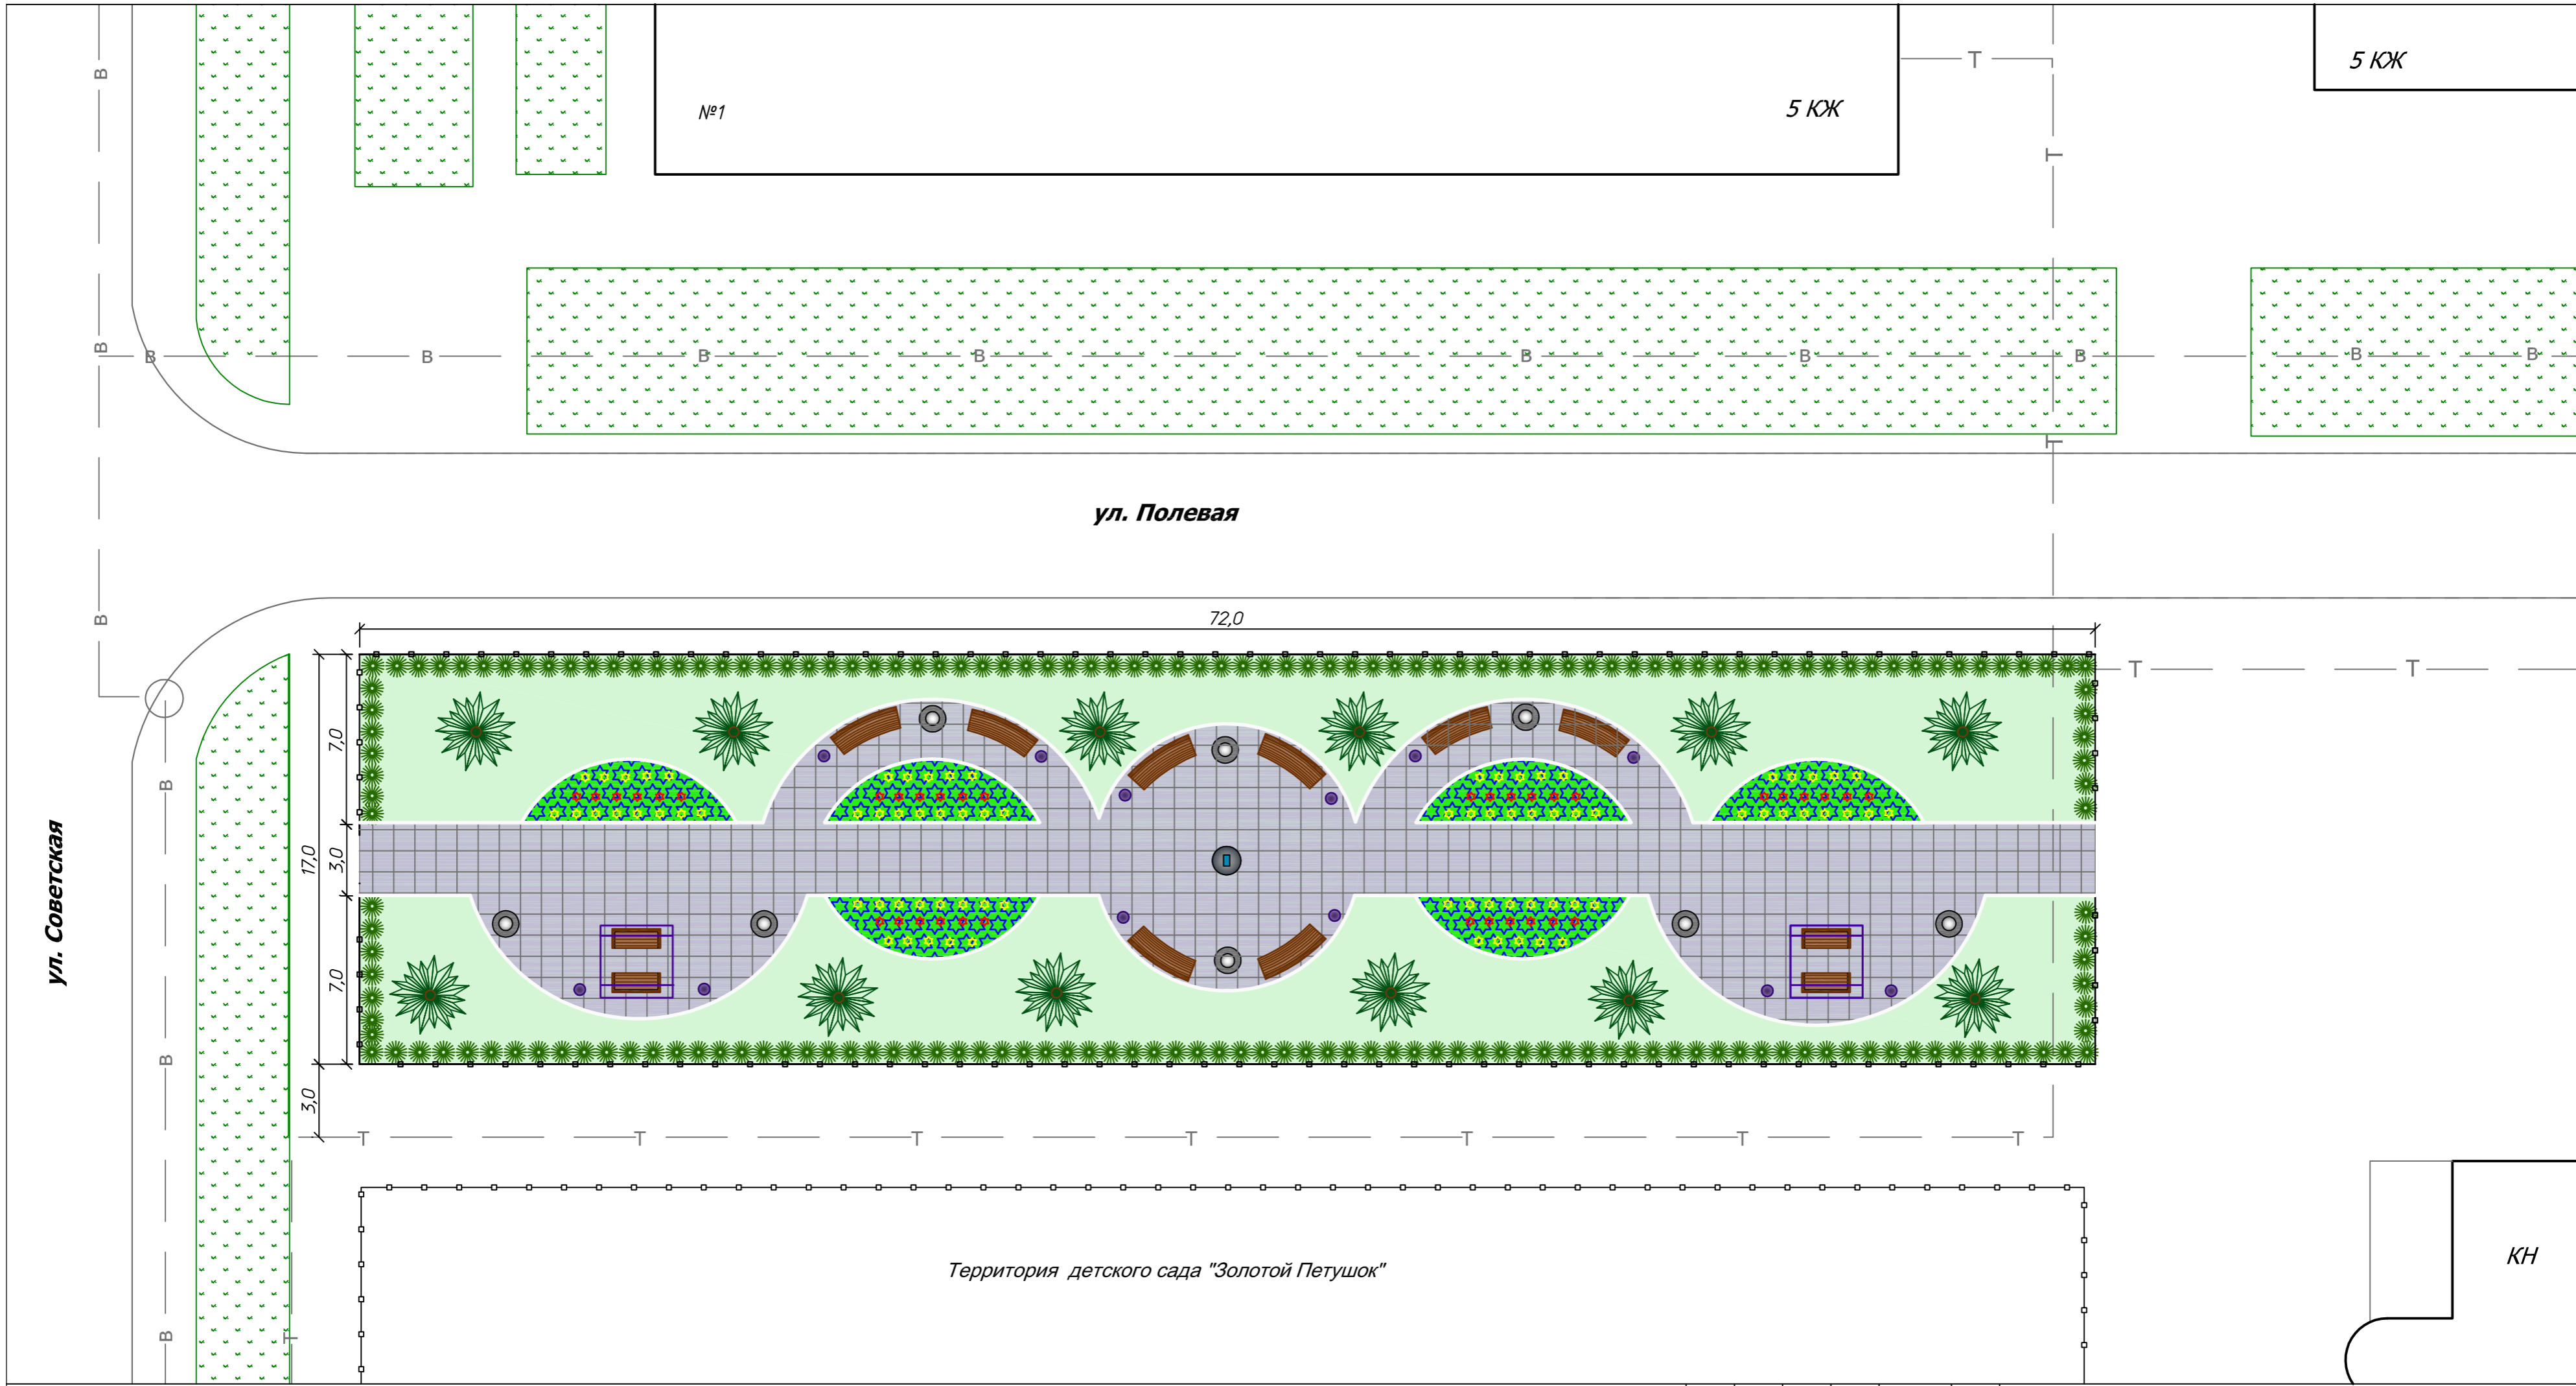 Т
5 КЖ
В
№1
5 КЖ
Т
В
В В В В В В В В В
Т
ул. Полевая
72,0
В
Т Т
7,0
В
17,0
3,0
ул. Советская
7,0
В
3,0
Т Т Т Т Т Т Т
КН
Территория детского сада "Золотой Петушок"
В
Т